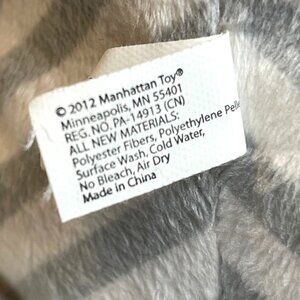 © 2012 Manhattan Toy®
Minneapolis, MN 55401
REG. NO. PA-14913 (CN)
ALL NEW MATERIALS:
Polyester Fibers, Polyethylene Pelle
Surface Wash, Cold Water,
No Bleach, Air Dry
Made in China